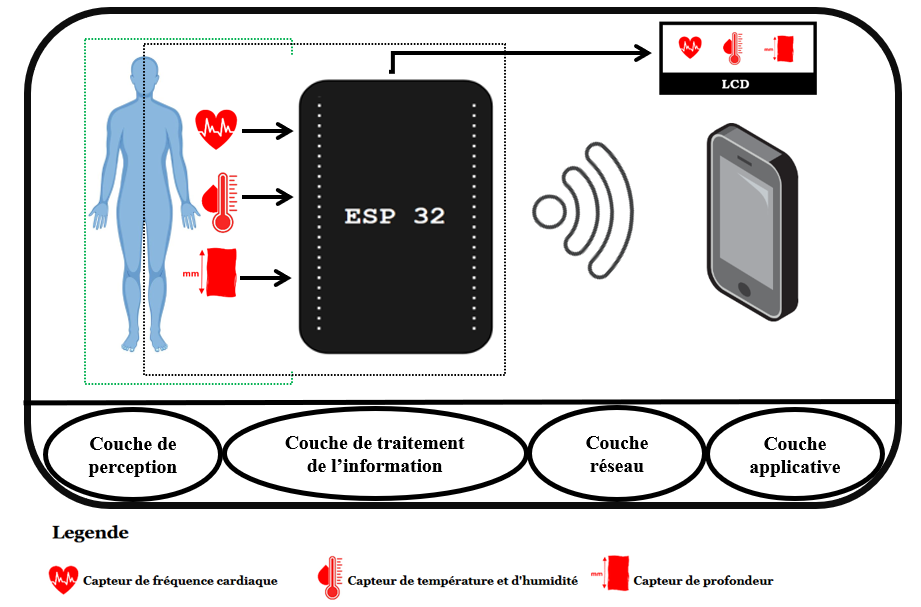 LCD
ESP 32
mm
mm
Couche de
perception
Couche de traitement
de l’information
Couche
réseau
Couche
applicative
Legende
Capteur de fréquence cardiaque
Capteur de température et d'humidité
mm
Capteur de profondeur